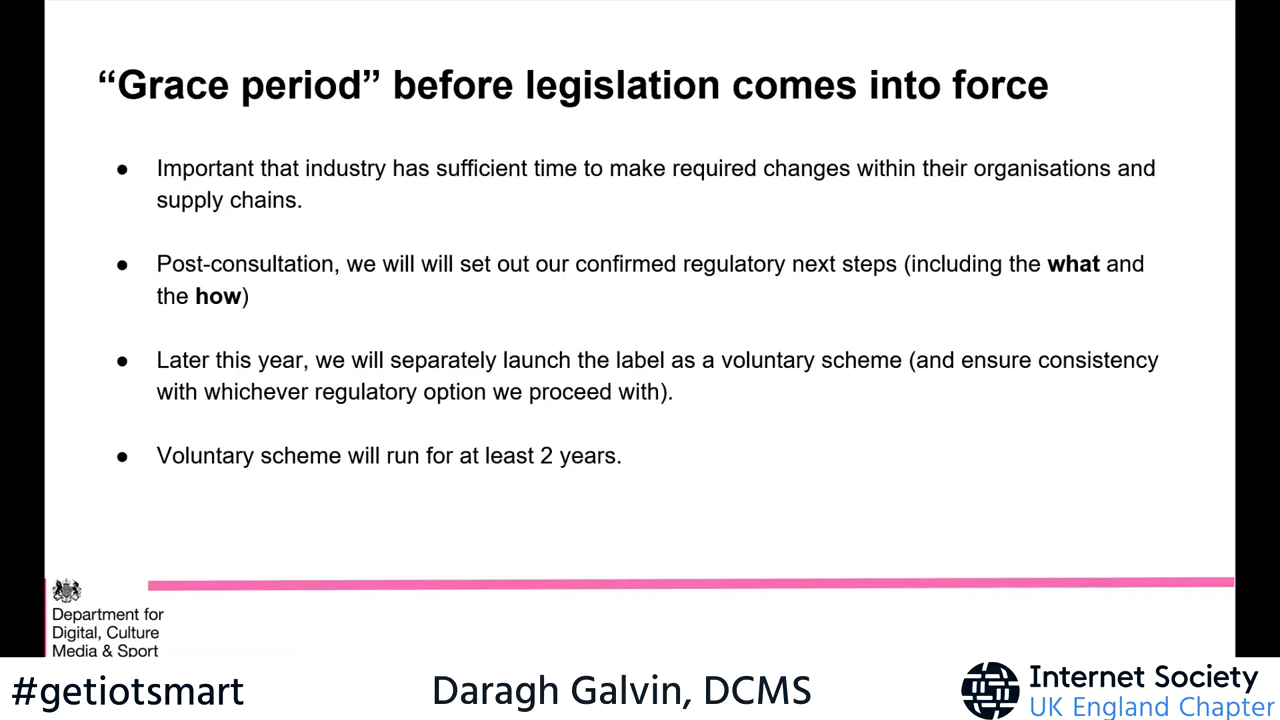 “Grace period” before legislation comes into force
● Important that industry has sufficient time to make required changes within their organisations and
supply chains.
● Post-consultation, we will will set out our confirmed regulatory next steps (including the what and
the how)
● Later this year, we will separately launch the label as a voluntary scheme (and ensure consistency
with whichever regulatory option we proceed with).
● Voluntary scheme will run for at least 2 years.
Department for
Digital, Culture
Media & Sport
#getiotsmart
Daragh Galvin, DCMS
Internet Society
UK England Chapter